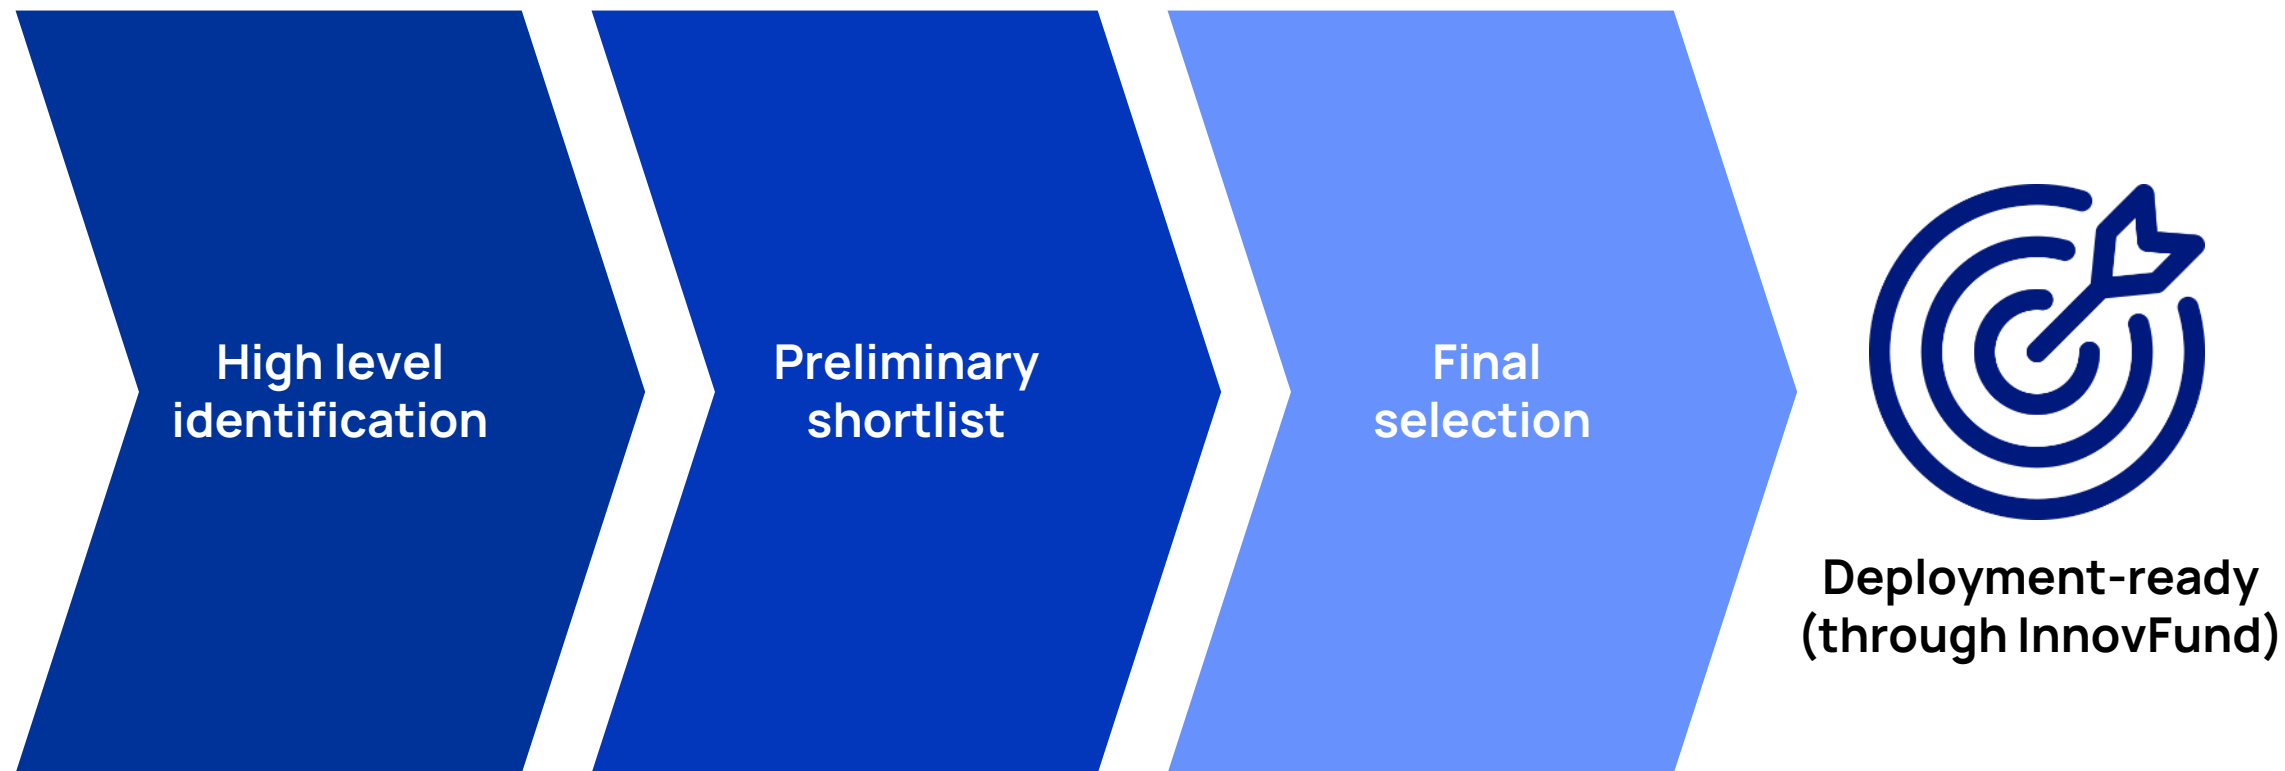 High level
identification
Preliminary
shortlist
Final
selection
Deployment-ready
(through InnovFund)